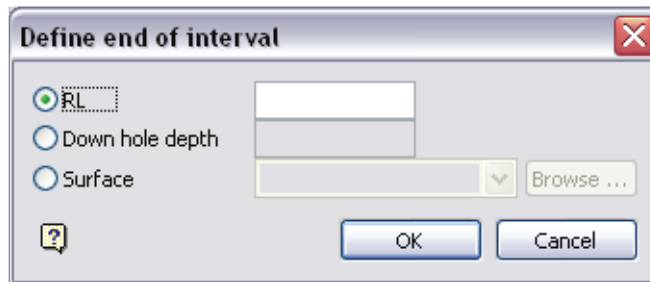 Define end of interval
RL
Down hole depth
Surface
Browse ...
?
OK
Cancel